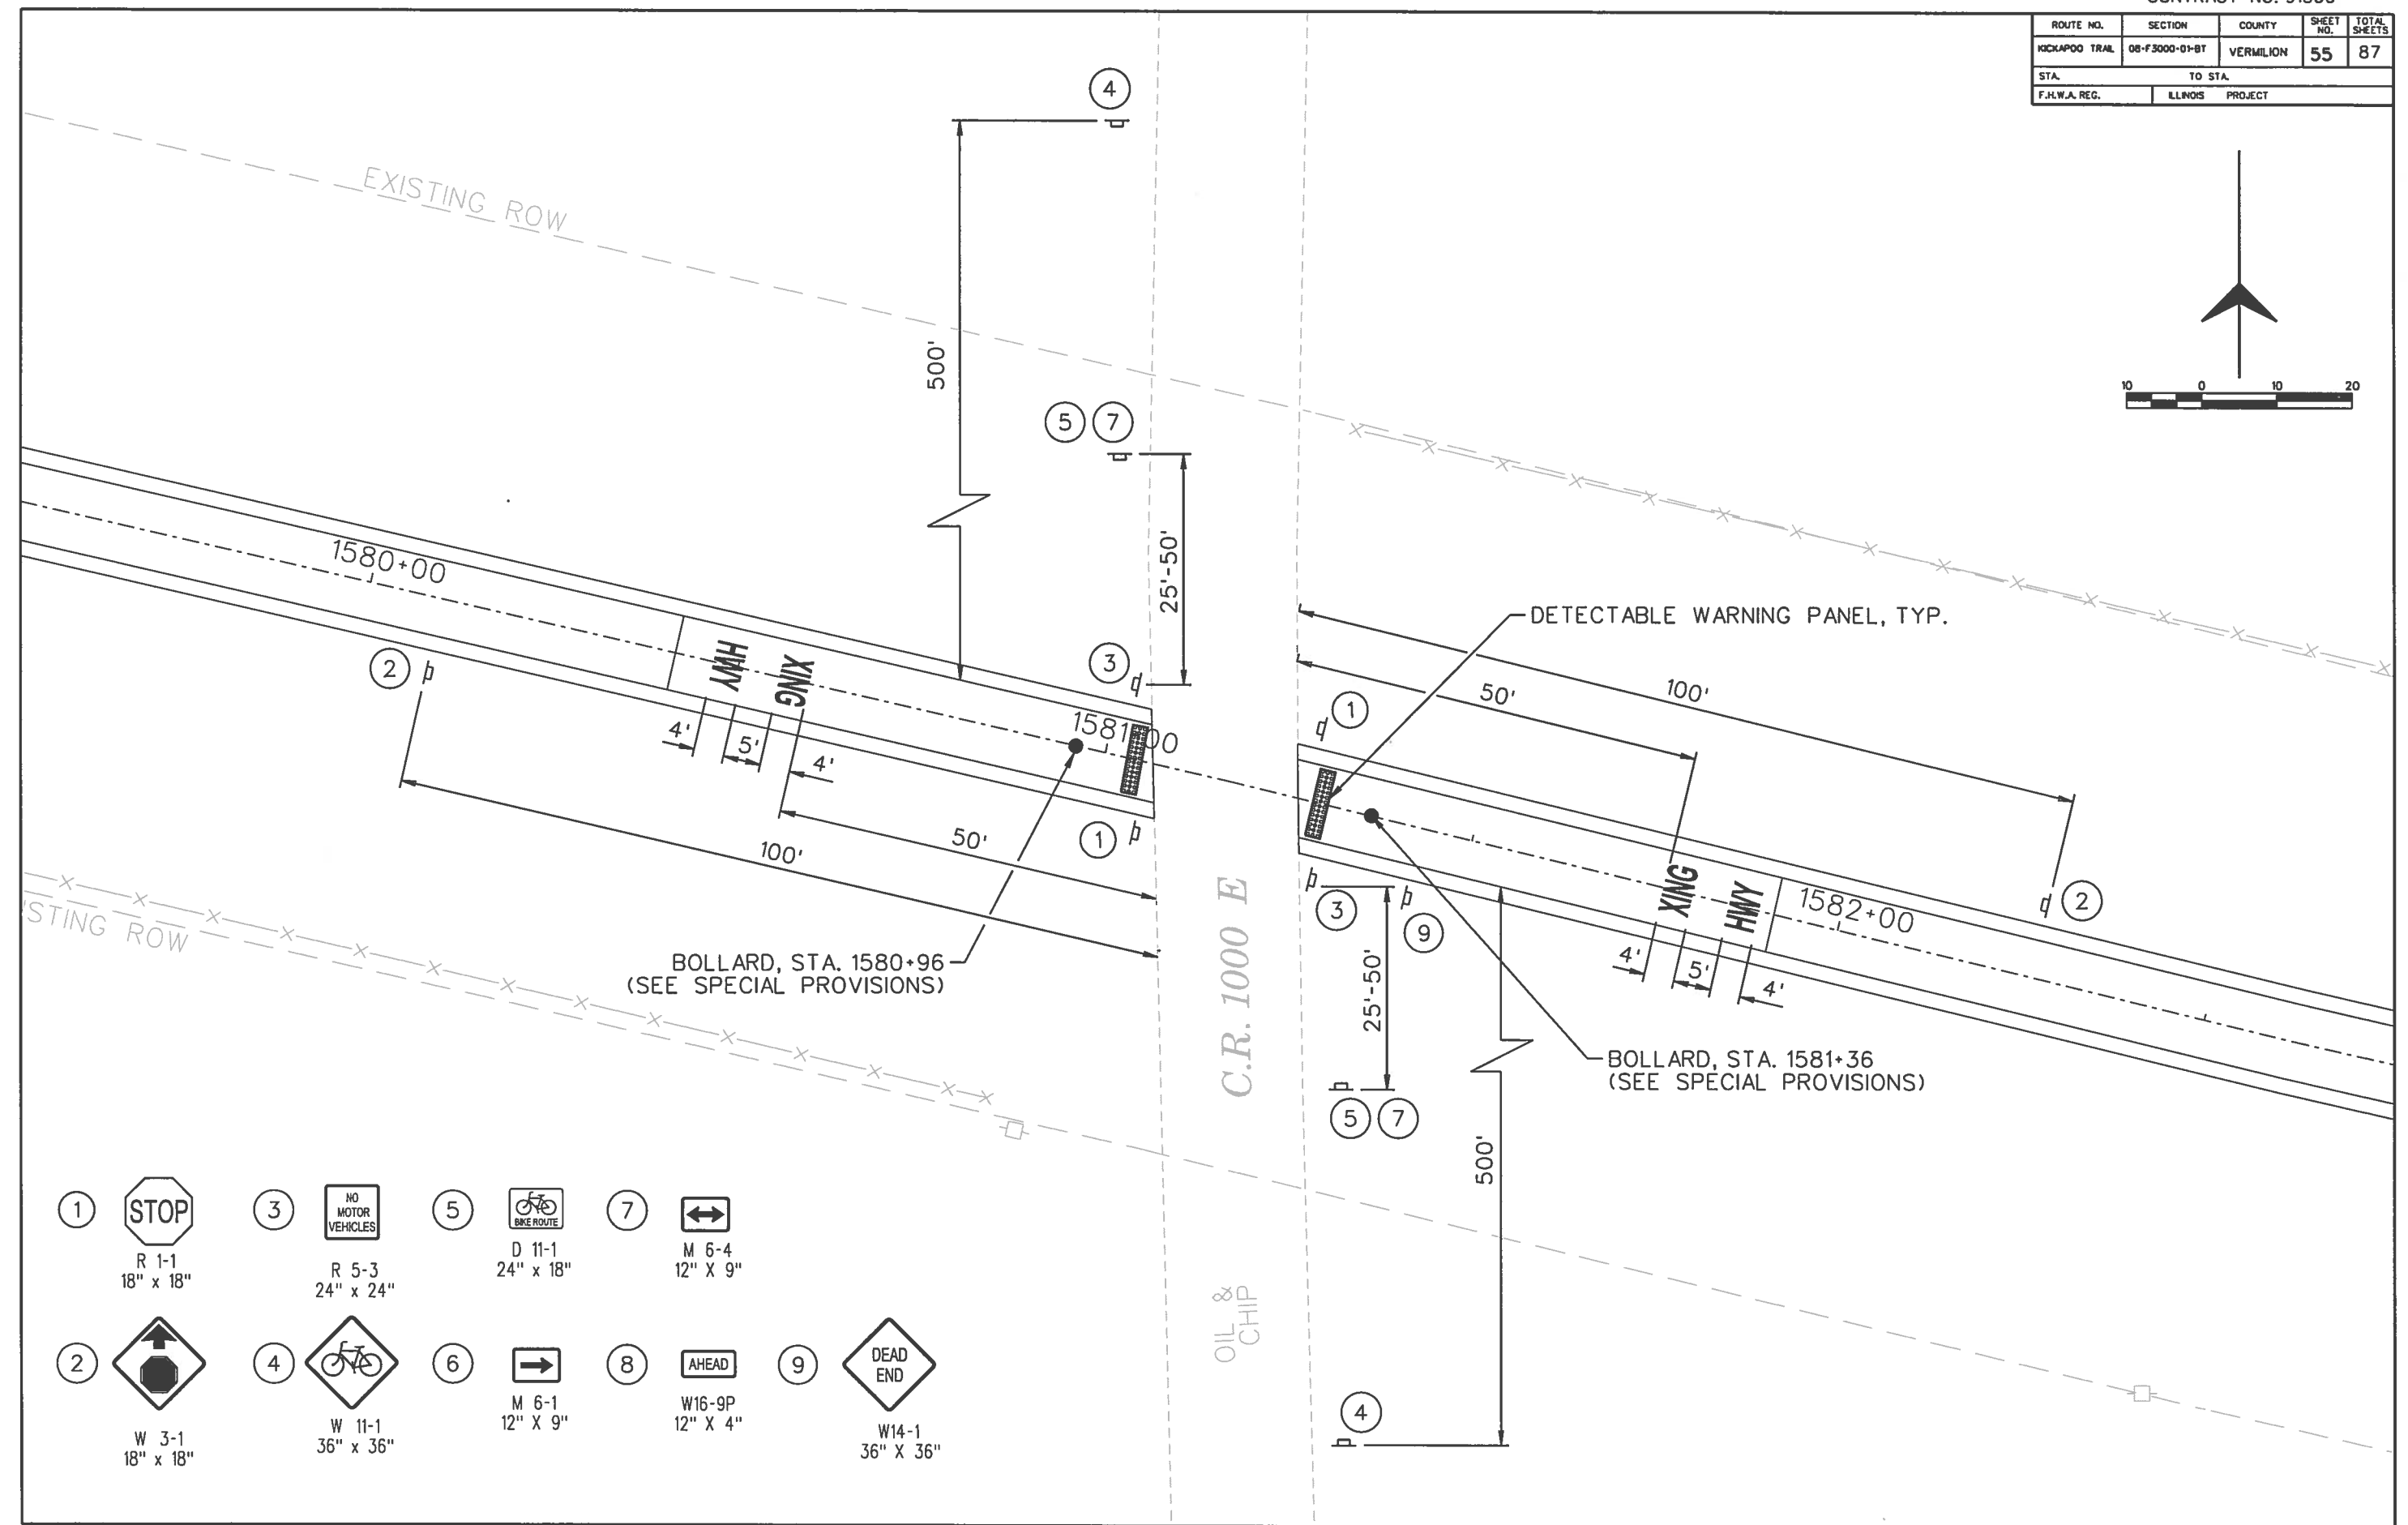 ROUTE NO. SECTION COUNTY SHEET NO. TOTAL SHEETS
KICKAPOO TRAIL 08-F3000-01-BT VERMILION 55 87
STA. TO STA.
F.H.W.A. REG. ILLINOIS PROJECT
4
EXISTING ROW
10 0 10 20
500'
5 7
25'-50'
1580+00
DETECTABLE WARNING PANEL, TYP.
2
HWY
XING
3
1
50'
100'
4'
5'
4'
1581+00
1
50'
100'
EXISTING ROW
BOLLARD, STA. 1580+96
(SEE SPECIAL PROVISIONS)
C.R. 1000 E
3
9
XING
HWY
1582+00
2
4'
5'
4'
25'-50'
BOLLARD, STA. 1581+36
(SEE SPECIAL PROVISIONS)
5 7
500'
OIL &
CHIP
4
1
STOP
R 1-1
18" x 18"
3
NO
MOTOR
VEHICLES
R 5-3
24" x 24"
5
BIKE ROUTE
D 11-1
24" x 18"
7
M 6-4
12" X 9"
2
W 3-1
18" x 18"
4
W 11-1
36" x 36"
6
M 6-1
12" X 9"
8
AHEAD
W16-9P
12" X 4"
9
DEAD
END
W14-1
36" X 36"